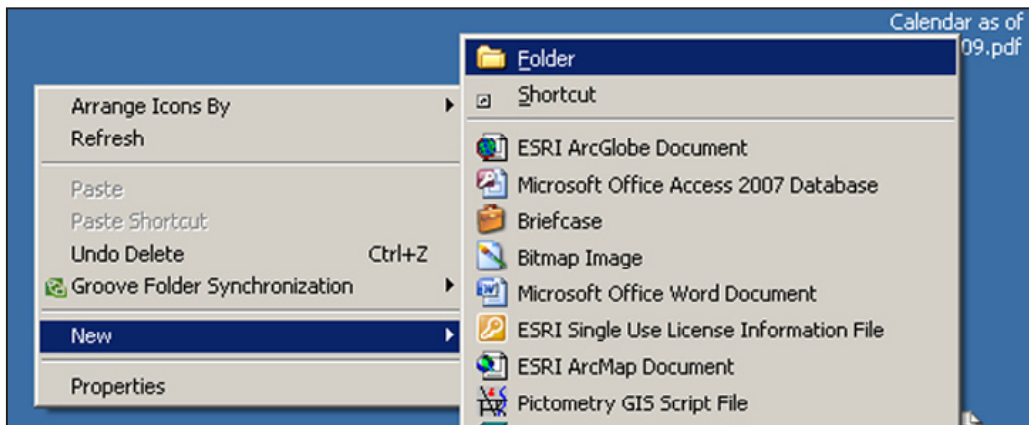 Calendar as of
09.pdf
Arrange Icons By
Refresh
Paste
Paste Shortcut
Undo Delete Ctrl+Z
Groove Folder Synchronization
New
Properties
Folder
Shortcut
ESRI ArcGlobe Document
Microsoft Office Access 2007 Database
Briefcase
Bitmap Image
Microsoft Office Word Document
ESRI Single Use License Information File
ESRI ArcMap Document
Pictometry GIS Script File